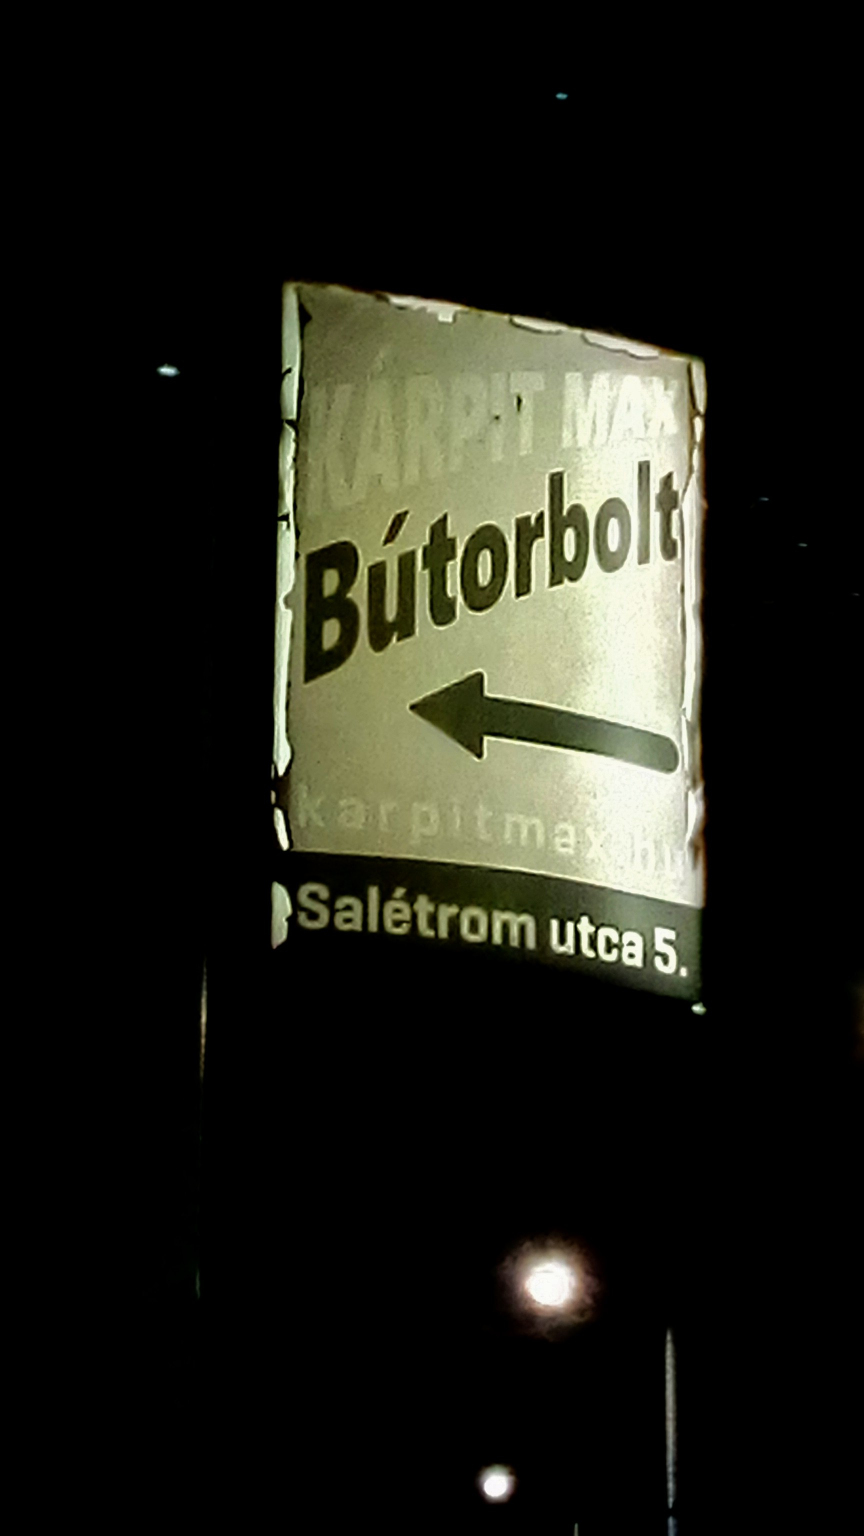 KÁRPIT MAX
Bútorbolt
karpitmax.hu
Salétrom utca 5.